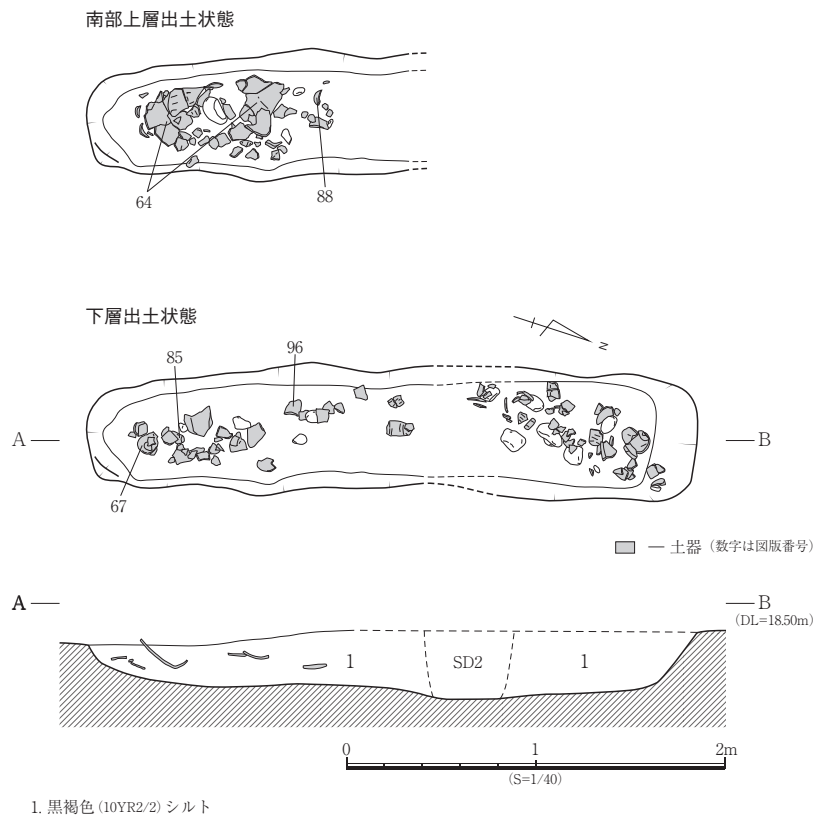 南部上層出土状態
64
88
下層出土状態
N
85
96
A
B
67
土器（数字は図版番号）
A
B
(DL=18.50m)
1
SD2
1
0
1
2m
(S=1/40)
1. 黒褐色 (10YR2/2) シルト